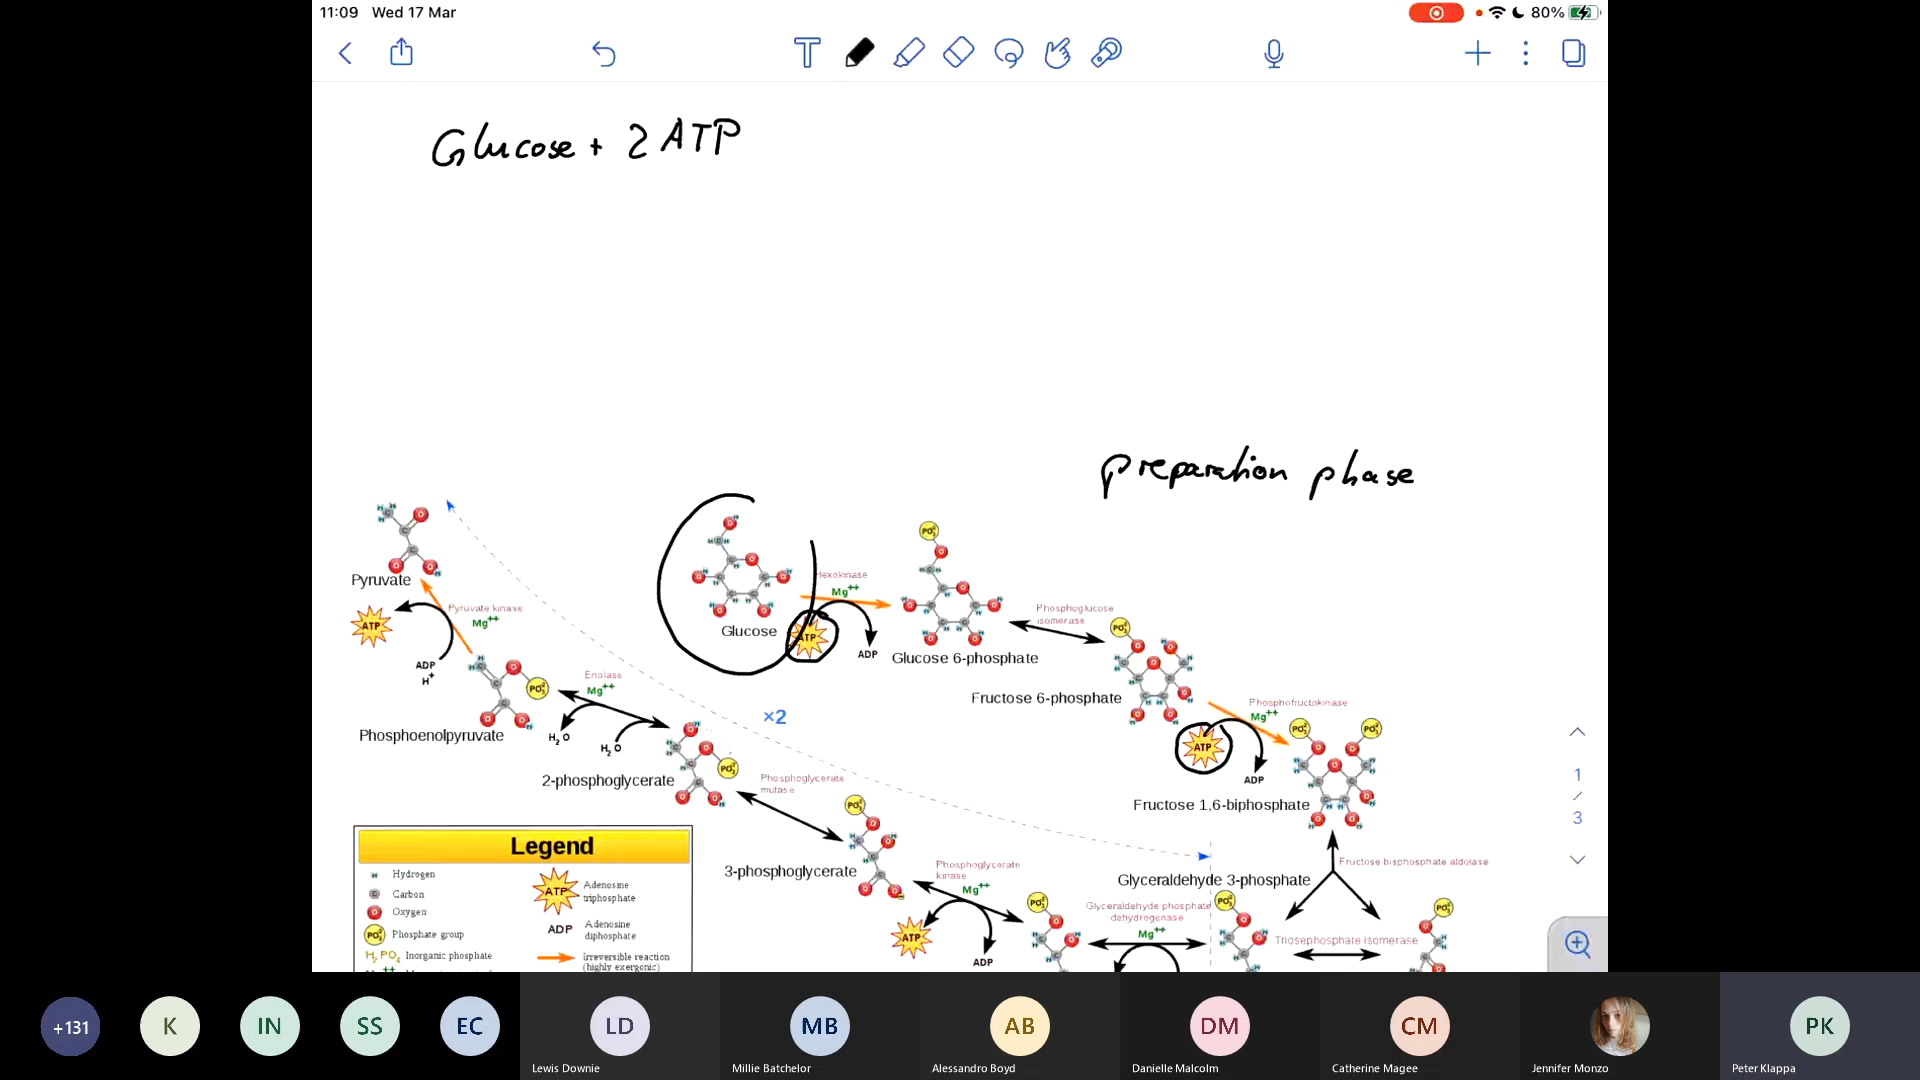 11:09 Wed 17 Mar
80%
Glucose + 2 ATP
preparation phase
Pyruvate
ATP
Pyruvate kinase
Mg++
ADP
H+
Phosphoenolpyruvate
Enolase
Mg++
H2O
H2O
2-phosphoglycerate
×2
Phosphoglycerate
mutase
3-phosphoglycerate
Phosphoglycerate
kinase
Mg++
ATP
ADP
Glucose
Hexokinase
Mg++
ATP
ADP
Glucose 6-phosphate
Phosphoglucose
isomerase
Fructose 6-phosphate
Phosphofructokinase
Mg++
ATP
ADP
Fructose 1,6-biphosphate
Fructose bisphosphate aldolase
Glyceraldehyde 3-phosphate
Glyceraldehyde phosphate
dehydrogenase
Mg++
Triosephosphate isomerase
1
/
3
Legend
Hydrogen
Carbon
Oxygen
Phosphate group
Inorganic phosphate
ATP Adenosine
triphosphate
ADP Adenosine
diphosphate
Irreversible reaction
(highly exergonic)
+131
K
IN
SS
EC
LD
Lewis Downie
MB
Millie Batchelor
AB
Alessandro Boyd
DM
Danielle Malcolm
CM
Catherine Magee
Jennifer Monzo
PK
Peter Klappa